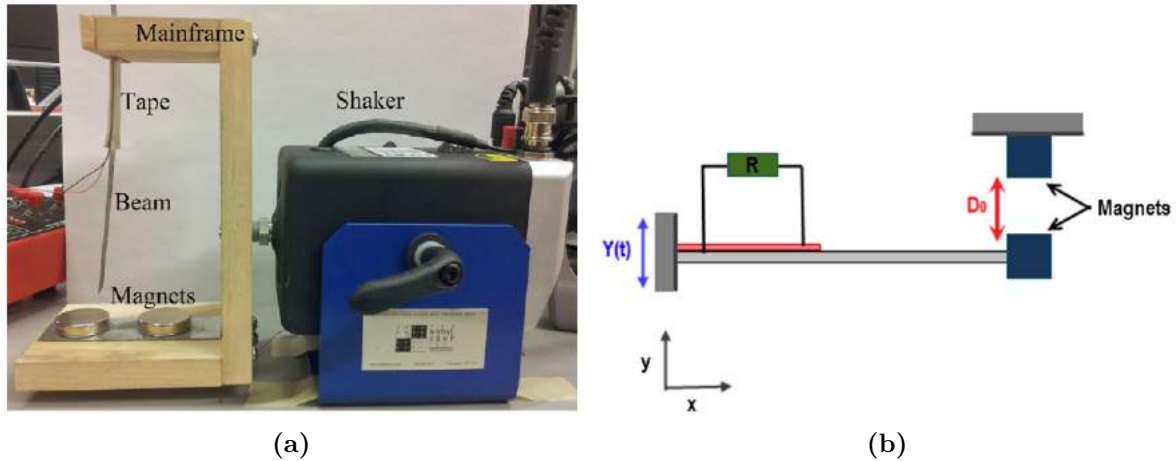 Mainframe
Tape
Shaker
Beam
Magnets
R
D₀
Magnets
Y(t)
y
x
(a)
(b)